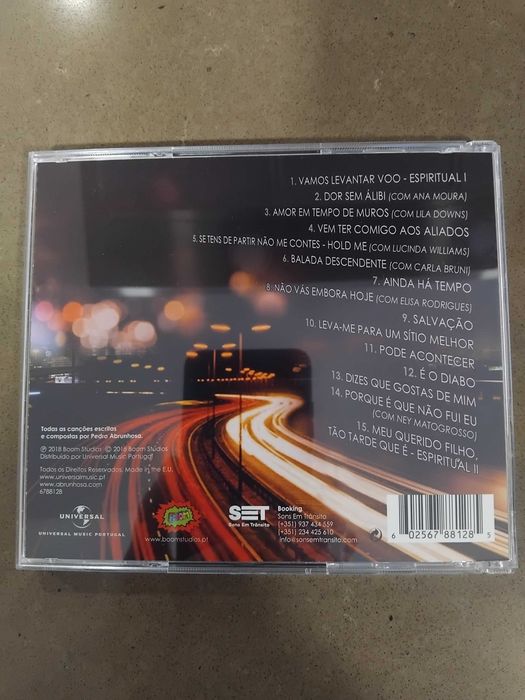 1. VAMOS LEVANTAR VOO - ESPIRITUAL I
2. DOR SEM ÁLIBI (COM ANA MOURA)
3. AMOR EM TEMPO DE MUROS (COM LILA DOWNS)
4. VEM TER COMIGO AOS ALIADOS
5. SE TENS DE PARTIR NÃO ME CONTES - HOLD ME (COM LUCINDA WILLIAMS)
6. BALADA DESCENDENTE (COM CARLA BRUNI)
7. AINDA HÁ TEMPO
8. NÃO VÁS EMBORA HOJE (COM ELISA RODRIGUES)
9. SALVAÇÃO
10. LEVA-ME PARA UM SÍTIO MELHOR
11. PODE ACONTECER
12. É O DIABO
13. DIZES QUE GOSTAS DE MIM
14. PORQUE É QUE NÃO FUI EU
(COM NEY MATOGROSSO)
15. MEU QUERIDO FILHO,
TÃO TARDE QUE É - ESPIRITUAL II
Todas as canções escritas
e compostas por Pedro Abrunhosa.
℗ 2018 Boom Studios © 2018 Boom Studios
Distribuído por Universal Music Portugal
Todos os Direitos Reservados. Made in the E.U.
www.universalmusic.pt
www.abrunhosa.com
6788128
UNIVERSAL
UNIVERSAL MUSIC PORTUGAL
www.boomstudios.pt
SET
Sons Em Trânsito
Booking
Sons Em Trânsito
(+351) 937 434 559
(+351) 234 425 610
info@sonsemtransito.com
6 02567 88128 5